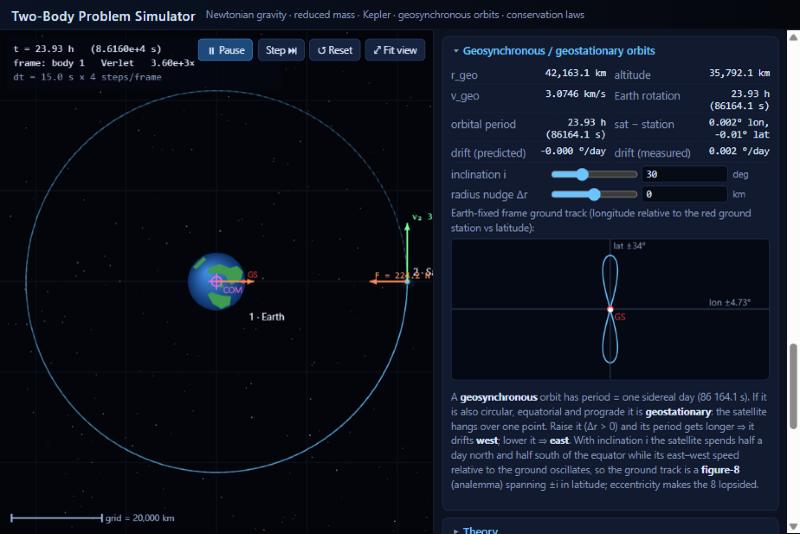 Two-Body Problem Simulator
Newtonian gravity · reduced mass · Kepler · geosynchronous orbits · conservation laws
t = 23.93 h (8.6160e+4 s)
frame: body 1 Verlet 3.60e+3x
dt = 15.0 s x 4 steps/frame
Pause
Step
Reset
Fit view
v₂ 3
GS
F = 224.2 N
COM
1 · Earth
grid = 20,000 km
Geosynchronous / geostationary orbits
r_geo 42,163.1 km altitude 35,792.1 km
v_geo 3.0746 km/s Earth rotation 23.93 h
(86164.1 s)
orbital period 23.93 h sat − station 0.002° lon,
(86164.1 s) -0.01° lat
drift (predicted) -0.000 °/day drift (measured) 0.002 °/day
inclination i 30 deg
radius nudge Δr 0 km
Earth-fixed frame ground track (longitude relative to the red ground
station vs latitude):
lat ±34°
lon ±4.73°
GS
A geosynchronous orbit has period = one sidereal day (86 164.1 s). If it
is also circular, equatorial and prograde it is geostationary: the satellite
hangs over one point. Raise it (Δr > 0) and its period gets longer ⇒ it
drifts west; lower it ⇒ east. With inclination i the satellite spends half a
day north and half south of the equator while its east–west speed
relative to the ground oscillates, so the ground track is a figure-8
(analemma) spanning ±i in latitude; eccentricity makes the 8 lopsided.
Theory